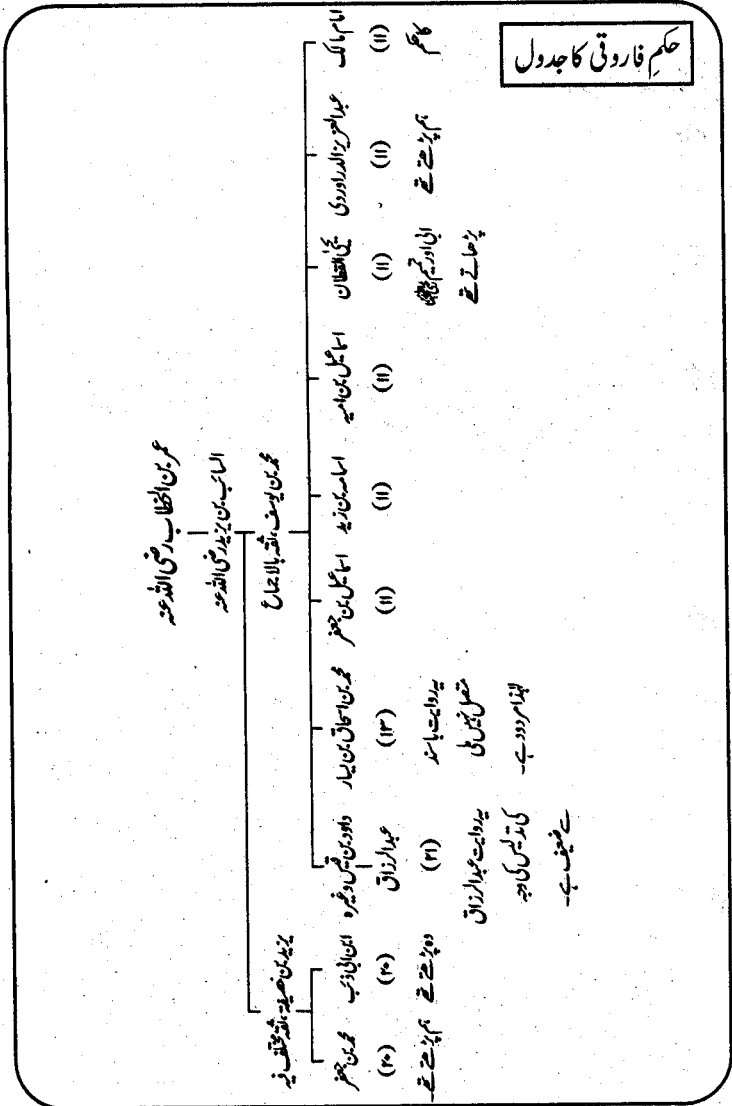 حکمِ فاروقی کا جدول
عمر بن الخطاب رضی اللہ عنہ
السائب بن یزید رضی اللہ عنہ
محمد بن یوسف، ثقہ بالاجماع
یزید بن خصیفۃ، ثقہ مختلف فیہ
امام مالک
(۱۱)
کا حکم
عبدالعزیز الدراوردی
(۱۱)
ہم پڑھتے تھے
یحییٰ القطان
(۱۱)
ابی اور تمیم
پڑھاتے تھے
اسماعیل بن امیہ
(۱۱)
اسامہ بن زید
(۱۱)
اسماعیل بن جعفر
(۱۱)
محمد بن اسحاق بن یسار
(۱۳)
یہ روایت باسند
متصل نہیں ملی
لہٰذا مردود ہے۔
داود بن قیس وغیرہ
عبدالرزاق
(۲۱)
یہ روایت عبدالرزاق
کی تدلیس کی وجہ
سے ضعیف ہے۔
ابن ابی ذئب
(۲۰)
وہ پڑھتے تھے
محمد بن جعفر
(۲۰)
ہم پڑھتے تھے۔